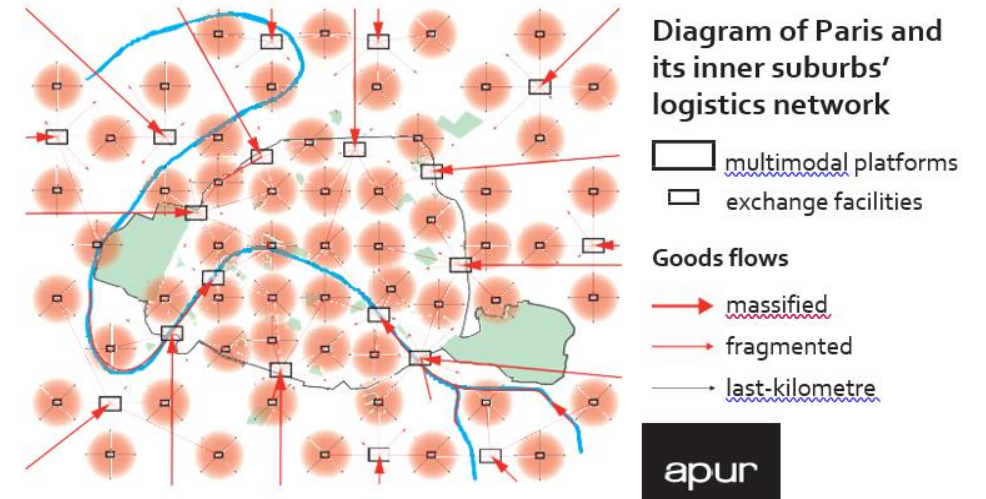 Diagram of Paris and
its inner suburbs’
logistics network
multimodal platforms
exchange facilities
Goods flows
massified
fragmented
last-kilometre
apur